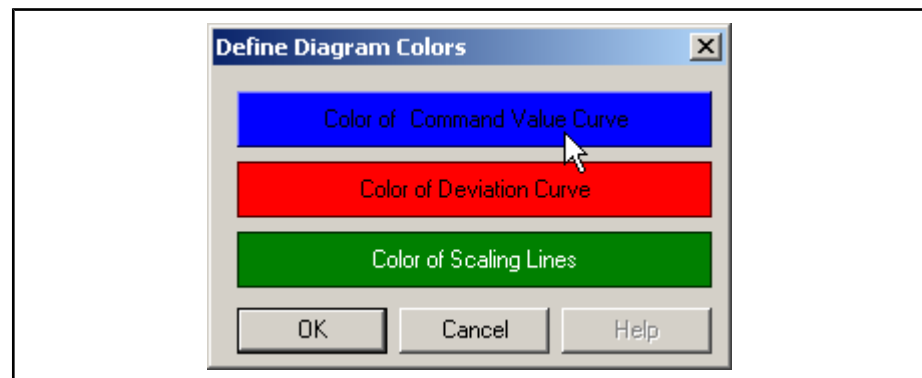 Define Diagram Colors
Color of  Command Value Curve
Color of Deviation Curve
Color of Scaling Lines
OK Cancel Help